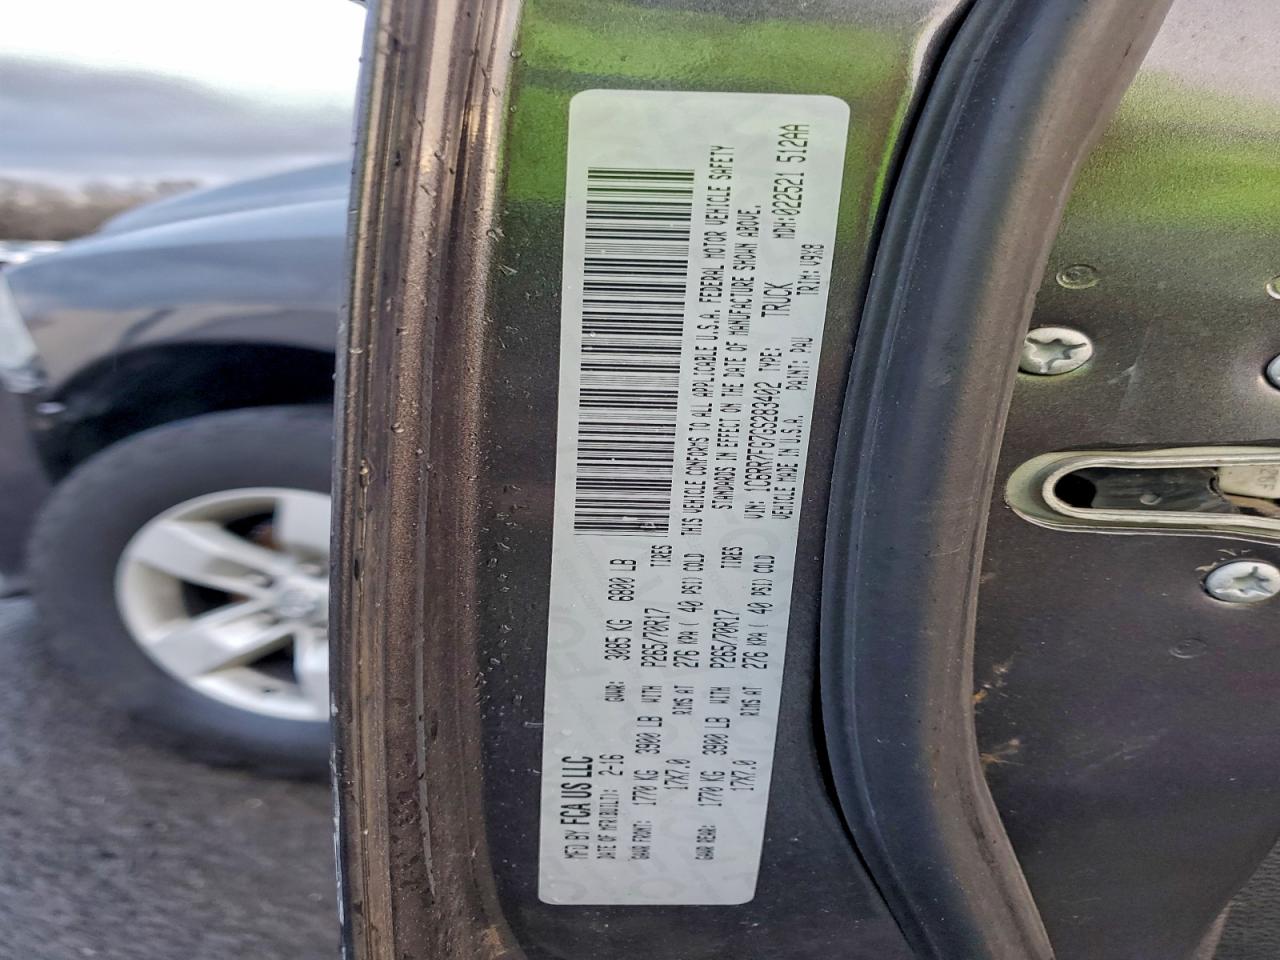 MFD BY FCA US LLC
DATE OF MFR(BUILT): 2-16 GVWR: 3085 KG 6800 LB
GAWR FRONT: 1770 KG 3900 LB WITH P265/70R17 TIRES
17X7.0 RIMS AT 276 KPA ( 40 PSI) COLD
THIS VEHICLE CONFORMS TO ALL APPLICABLE U.S.A. FEDERAL MOTOR VEHICLE SAFETY
GAWR REAR: 1770 KG 3900 LB WITH P265/70R17 TIRES
STANDARDS IN EFFECT ON THE DATE OF MANUFACTURE SHOWN ABOVE.
17X7.0 RIMS AT 276 KPA ( 40 PSI) COLD
VIN: 1C6RR7FG7GS283402 TYPE: TRUCK MDH:022521 512AA
VEHICLE MADE IN U.S.A. PAINT: PAU TRIM: V9X8